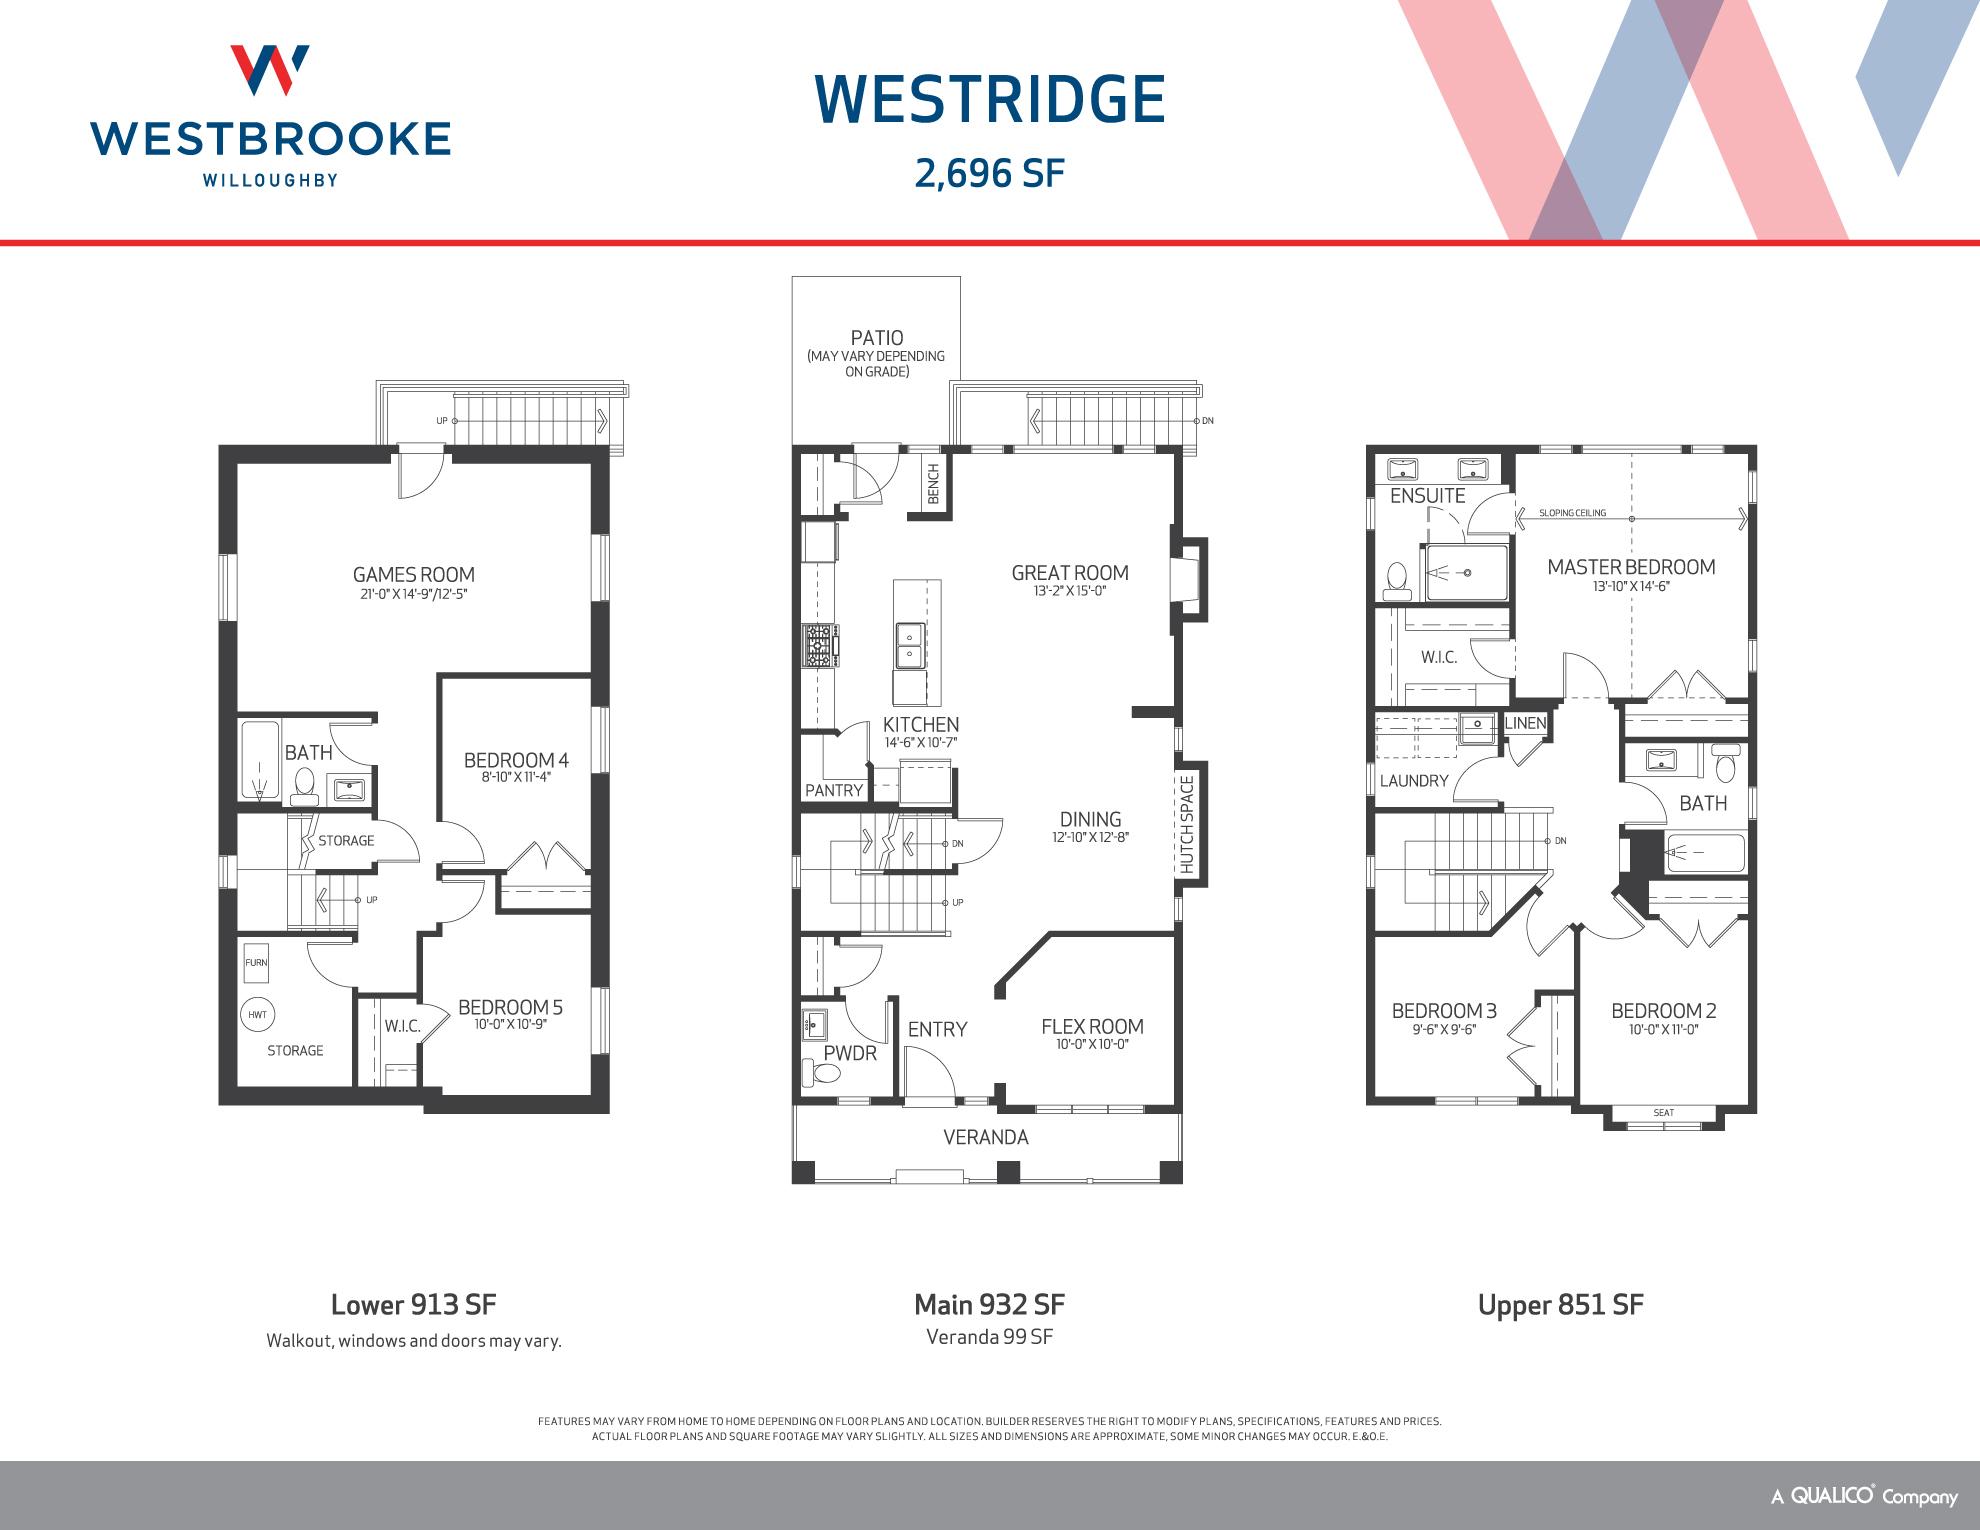 WESTBROOKE
WILLOUGHBY
WESTRIDGE
2,696 SF
UP
GAMES ROOM
21'-0" X 14'-9"/12'-5"
BATH
BEDROOM 4
8'-10" X 11'-4"
STORAGE
UP
FURN
HWT
STORAGE
W.I.C.
BEDROOM 5
10'-0" X 10'-9"
Lower 913 SF
Walkout, windows and doors may vary.
PATIO
(MAY VARY DEPENDING
ON GRADE)
DN
BENCH
GREAT ROOM
13'-2" X 15'-0"
KITCHEN
14'-6" X 10'-7"
PANTRY
DINING
12'-10" X 12'-8"
HUTCH SPACE
DN
UP
ENTRY
FLEX ROOM
10'-0" X 10'-0"
PWDR
VERANDA
Main 932 SF
Veranda 99 SF
ENSUITE
SLOPING CEILING
MASTER BEDROOM
13'-10" X 14'-6"
W.I.C.
LINEN
LAUNDRY
BATH
DN
BEDROOM 3
9'-6" X 9'-6"
BEDROOM 2
10'-0" X 11'-0"
SEAT
Upper 851 SF
FEATURES MAY VARY FROM HOME TO HOME DEPENDING ON FLOOR PLANS AND LOCATION. BUILDER RESERVES THE RIGHT TO MODIFY PLANS, SPECIFICATIONS, FEATURES AND PRICES.
ACTUAL FLOOR PLANS AND SQUARE FOOTAGE MAY VARY SLIGHTLY. ALL SIZES AND DIMENSIONS ARE APPROXIMATE, SOME MINOR CHANGES MAY OCCUR. E.&O.E.
A QUALICO® Company